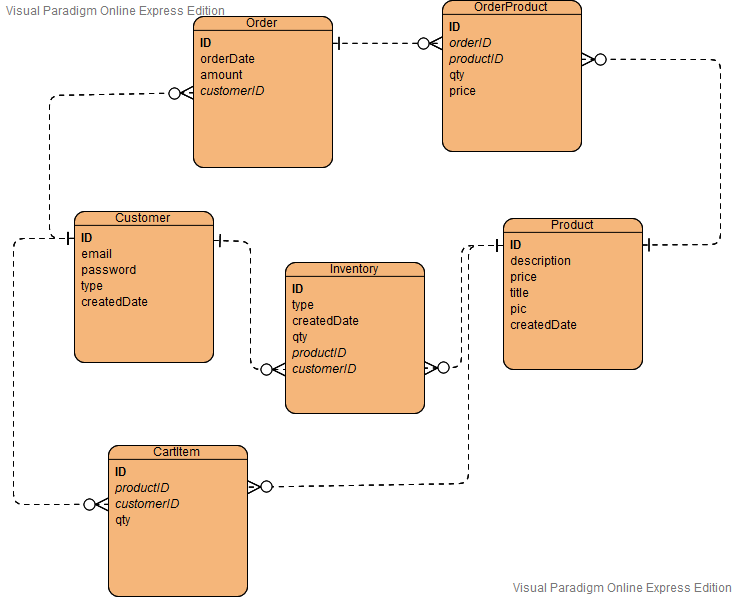 Visual Paradigm Online Express Edition
Order
ID
orderDate
amount
customerID
OrderProduct
ID
orderID
productID
qty
price
Customer
ID
email
password
type
createdDate
Inventory
ID
type
createdDate
qty
productID
customerID
Product
ID
description
price
title
pic
createdDate
CartItem
ID
productID
customerID
qty
Visual Paradigm Online Express Edition